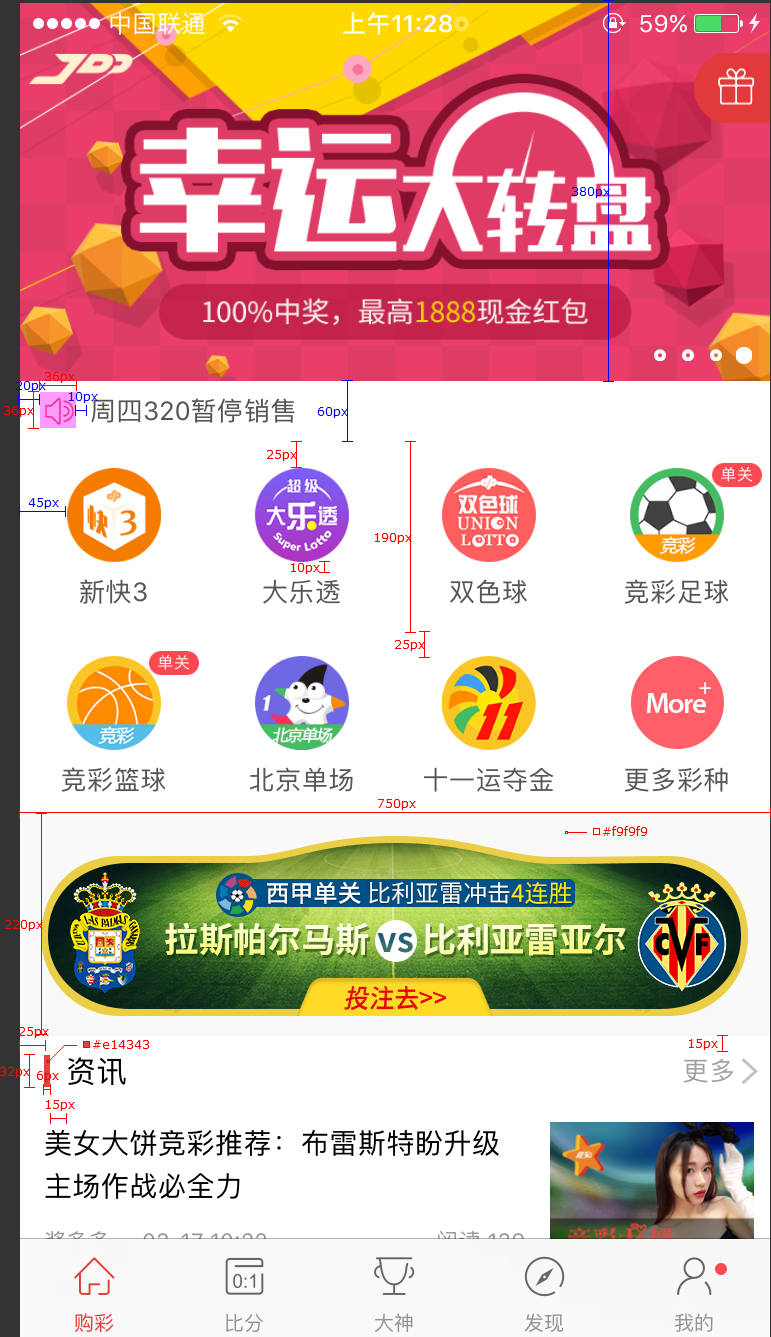 中国联通 上午11:28 59%
JDD
幸运大转盘
380px
100%中奖，最高1888现金红包
36px
20px
10px
36px
周四320暂停销售
60px
25px
单关
45px
快3
超级
大乐透
Super Lotto
双色球
UNION
LOTTO
竞彩
190px
10px
新快3 大乐透 双色球 竞彩足球
25px
单关
竞彩
1
北京单场
11
More+
竞彩篮球 北京单场 十一运夺金 更多彩种
750px
#f9f9f9
西甲单关 比利亚雷冲击4连胜
220px
拉斯帕尔马斯 VS 比利亚雷亚尔
CVF
投注去>>
25px
#e14343
15px
32px
6px
资讯 更多
15px
美女大饼竞彩推荐：布雷斯特盼升级
主场作战必全力
0:1
购彩 比分 大神 发现 我的